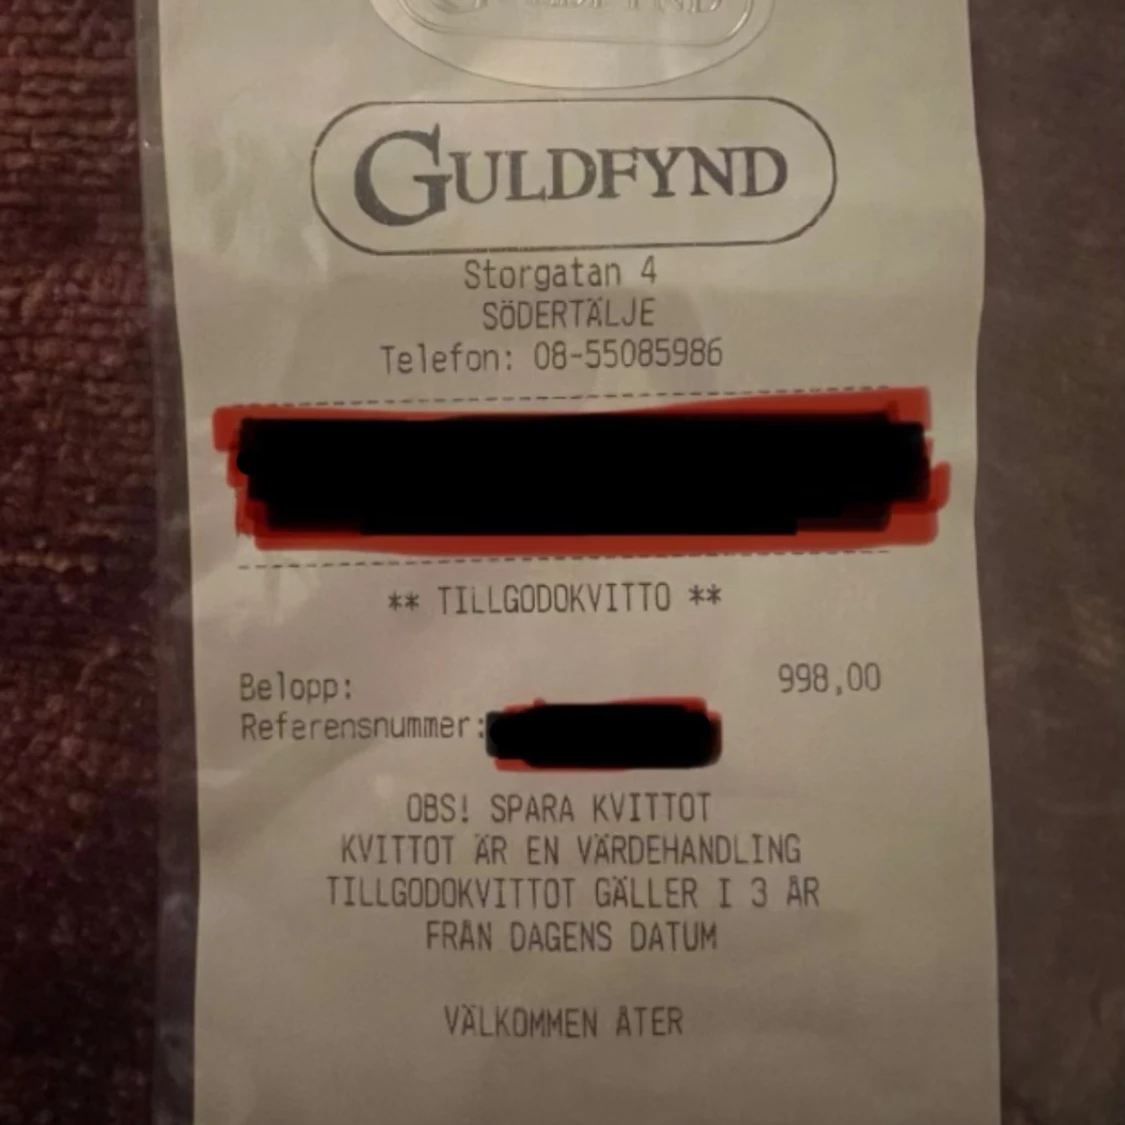 GULDFYND
GULDFYND
Storgatan 4
SÖDERTÄLJE
Telefon: 08-55085986
** TILLGODOKVITTO **
Belopp: 998,00
Referensnummer:
OBS! SPARA KVITTOT
KVITTOT ÄR EN VÄRDEHANDLING
TILLGODOKVITTOT GÄLLER I 3 ÅR
FRÅN DAGENS DATUM
VÄLKOMMEN ÅTER